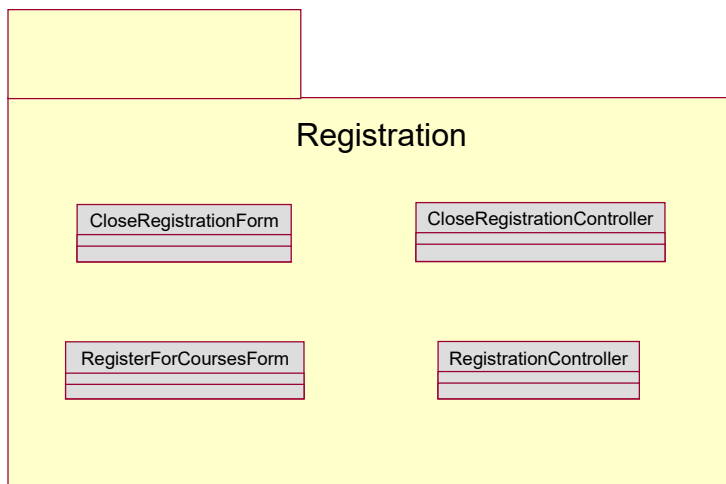 Registration
CloseRegistrationForm
CloseRegistrationController
RegisterForCoursesForm
RegistrationController